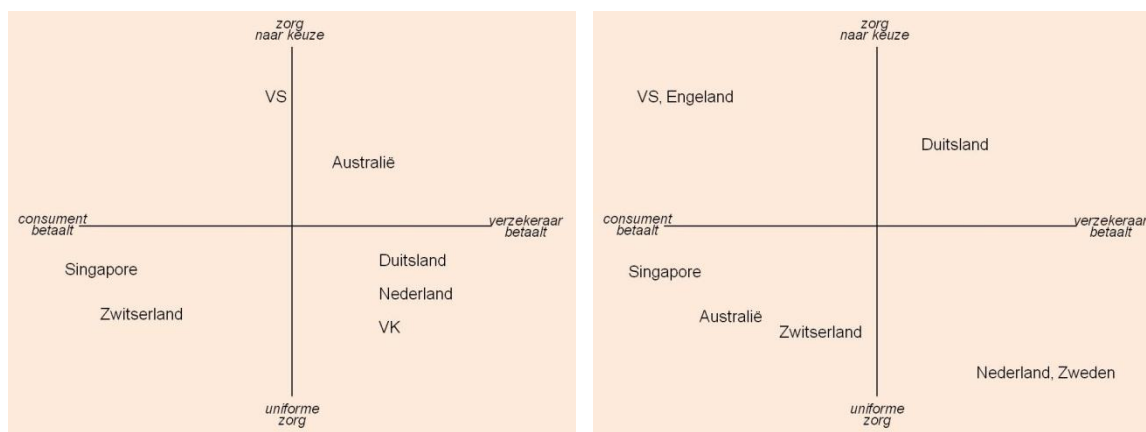 zorg
naar keuze
VS
Australië
consument
betaalt
verzekeraar
betaalt
Singapore
Duitsland
Nederland
Zwitserland
VK
uniforme
zorg
zorg
naar keuze
VS, Engeland
Duitsland
consument
betaalt
verzekeraar
betaalt
Singapore
Australië
Zwitserland
Nederland, Zweden
uniforme
zorg